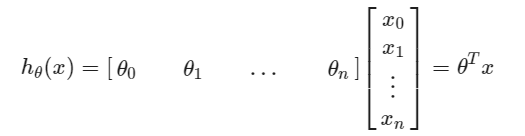 h_θ(x) = [ θ_0 θ_1 ... θ_n ] [ x_0 x_1 ⋮ x_n ] = θ^T x